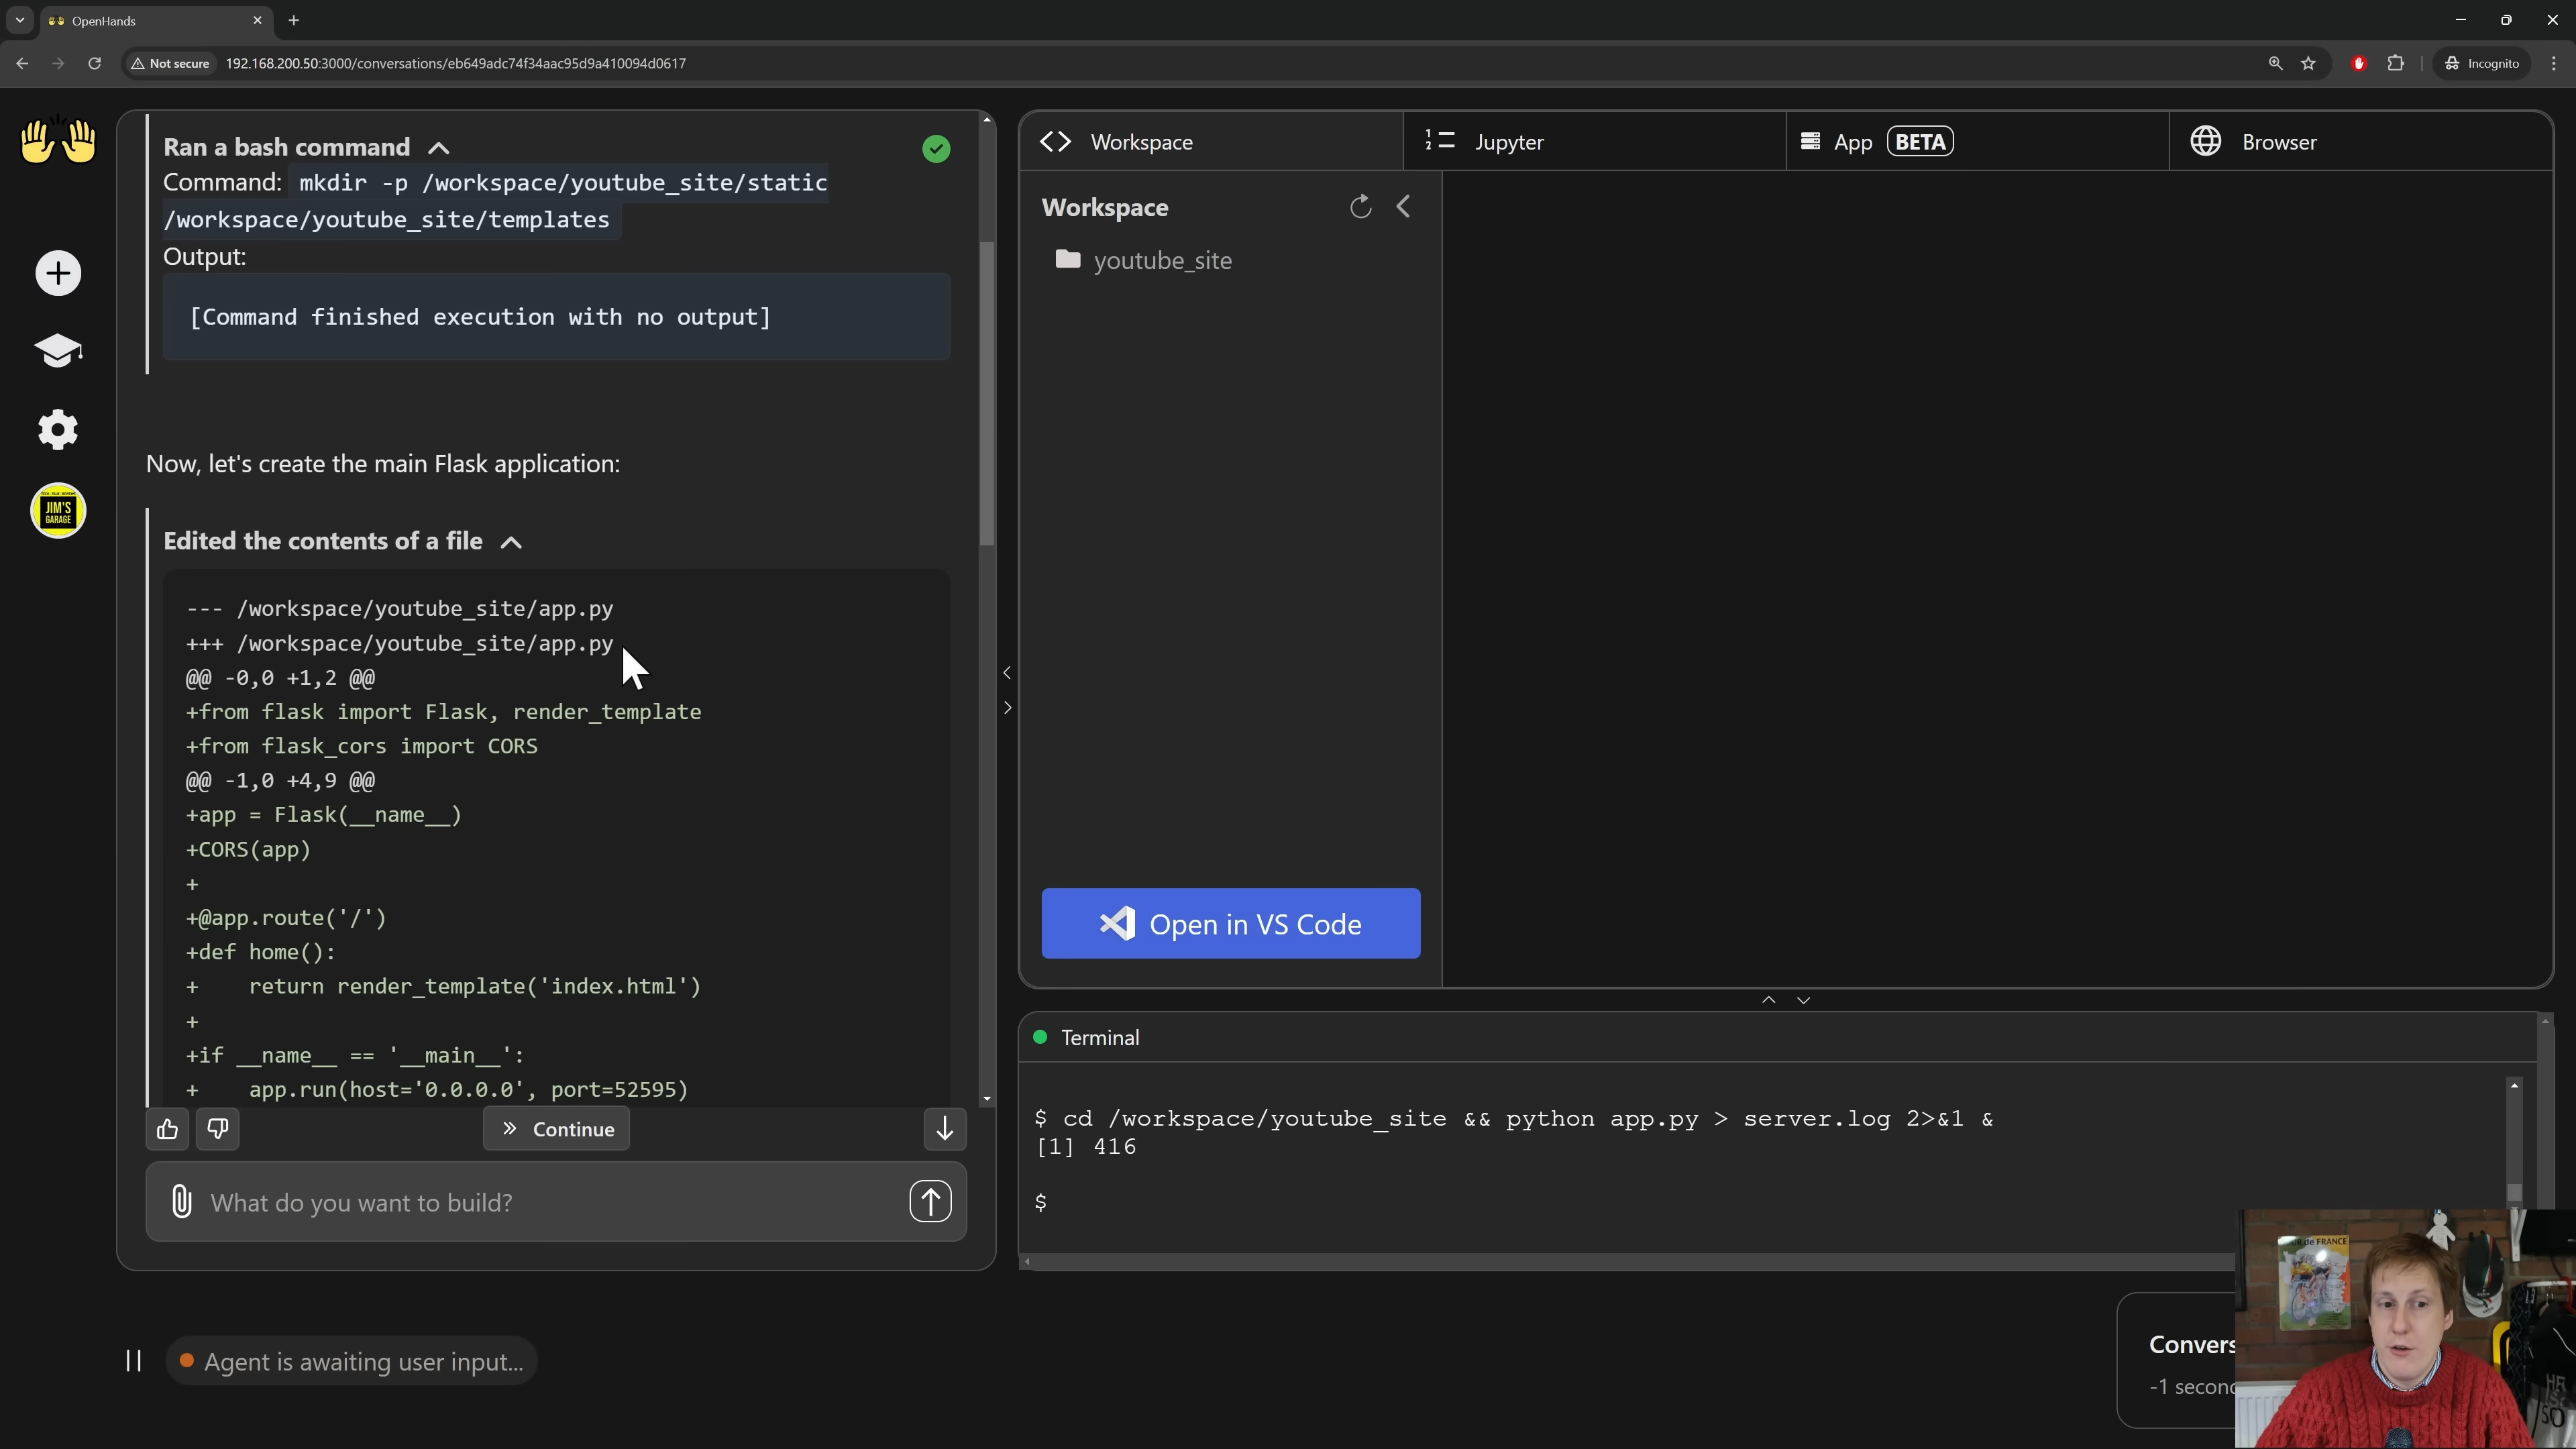 OpenHands
Not secure
192.168.200.50:3000/conversations/eb649adc74f34aac95d9a410094d0617
Incognito
JIM'S
GARAGE
Ran a bash command
Command: mkdir -p /workspace/youtube_site/static
/workspace/youtube_site/templates
Output:
[Command finished execution with no output]
Now, let's create the main Flask application:
Edited the contents of a file
--- /workspace/youtube_site/app.py
+++ /workspace/youtube_site/app.py
@@ -0,0 +1,2 @@
+from flask import Flask, render_template
+from flask_cors import CORS
@@ -1,0 +4,9 @@
+app = Flask(__name__)
+CORS(app)
+
+@app.route('/')
+def home():
+    return render_template('index.html')
+
+if __name__ == '__main__':
+    app.run(host='0.0.0.0', port=52595)
Continue
What do you want to build?
Agent is awaiting user input...
Workspace
Jupyter
App BETA
Browser
Workspace
youtube_site
Open in VS Code
Terminal
$ cd /workspace/youtube_site && python app.py > server.log 2>&1 &
[1] 416
$
Convers
-1 secon
de FRANCE